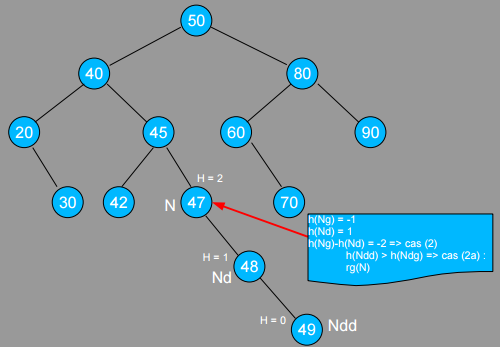 50
40
80
20
45
60
90
H = 2
30
42
N
47
70
h(Ng) = -1
h(Nd) = 1
h(Ng)-h(Nd) = -2 => cas (2)
h(Ndd) > h(Ndg) => cas (2a) :
rg(N)
H = 1
Nd
48
H = 0
49
Ndd